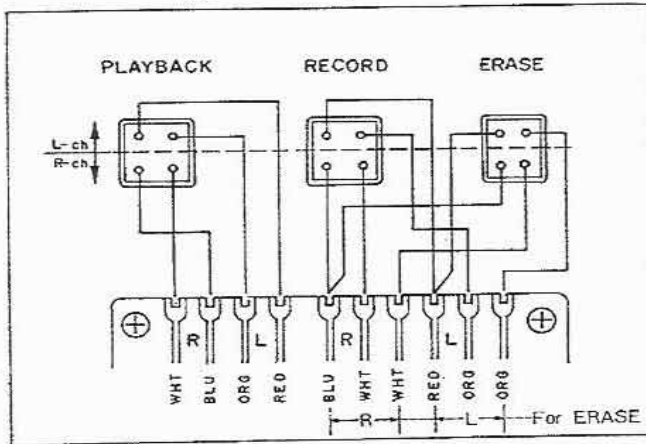 PLAYBACK RECORD ERASE
L-ch
R-ch
R L R L
WHT BLU ORG RED BLU WHT WHT RED ORG ORG
R L For ERASE